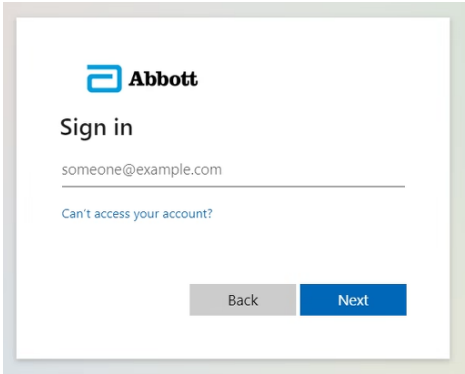 Abbott
Sign in
someone@example.com
Can't access your account?
Back
Next